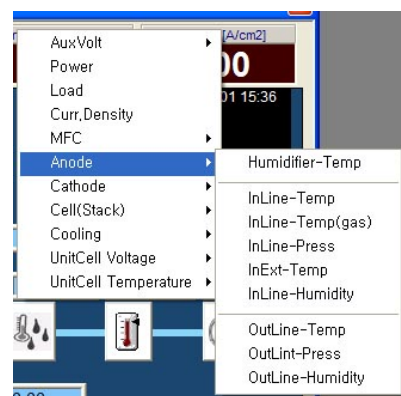 [A/cm2]
AuxVolt
Power
Load
Curr,Density
MFC
Anode
Cathode
Cell(Stack)
Cooling
UnitCell Voltage
UnitCell Temperature
00
01 15:36
Humidifier-Temp
InLine-Temp
InLine-Temp(gas)
InLine-Press
InExt-Temp
InLine-Humidity
OutLine-Temp
OutLint-Press
OutLine-Humidity